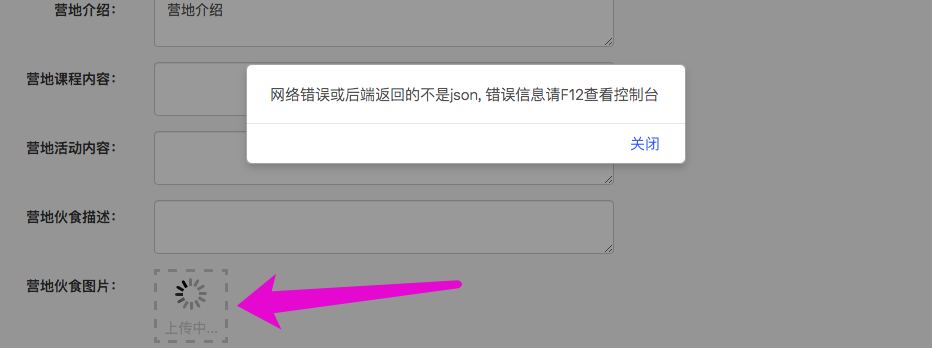 营地介绍：
营地介绍
营地课程内容：
网络错误或后端返回的不是json, 错误信息请F12查看控制台
关闭
营地活动内容：
营地伙食描述：
营地伙食图片：
上传中...